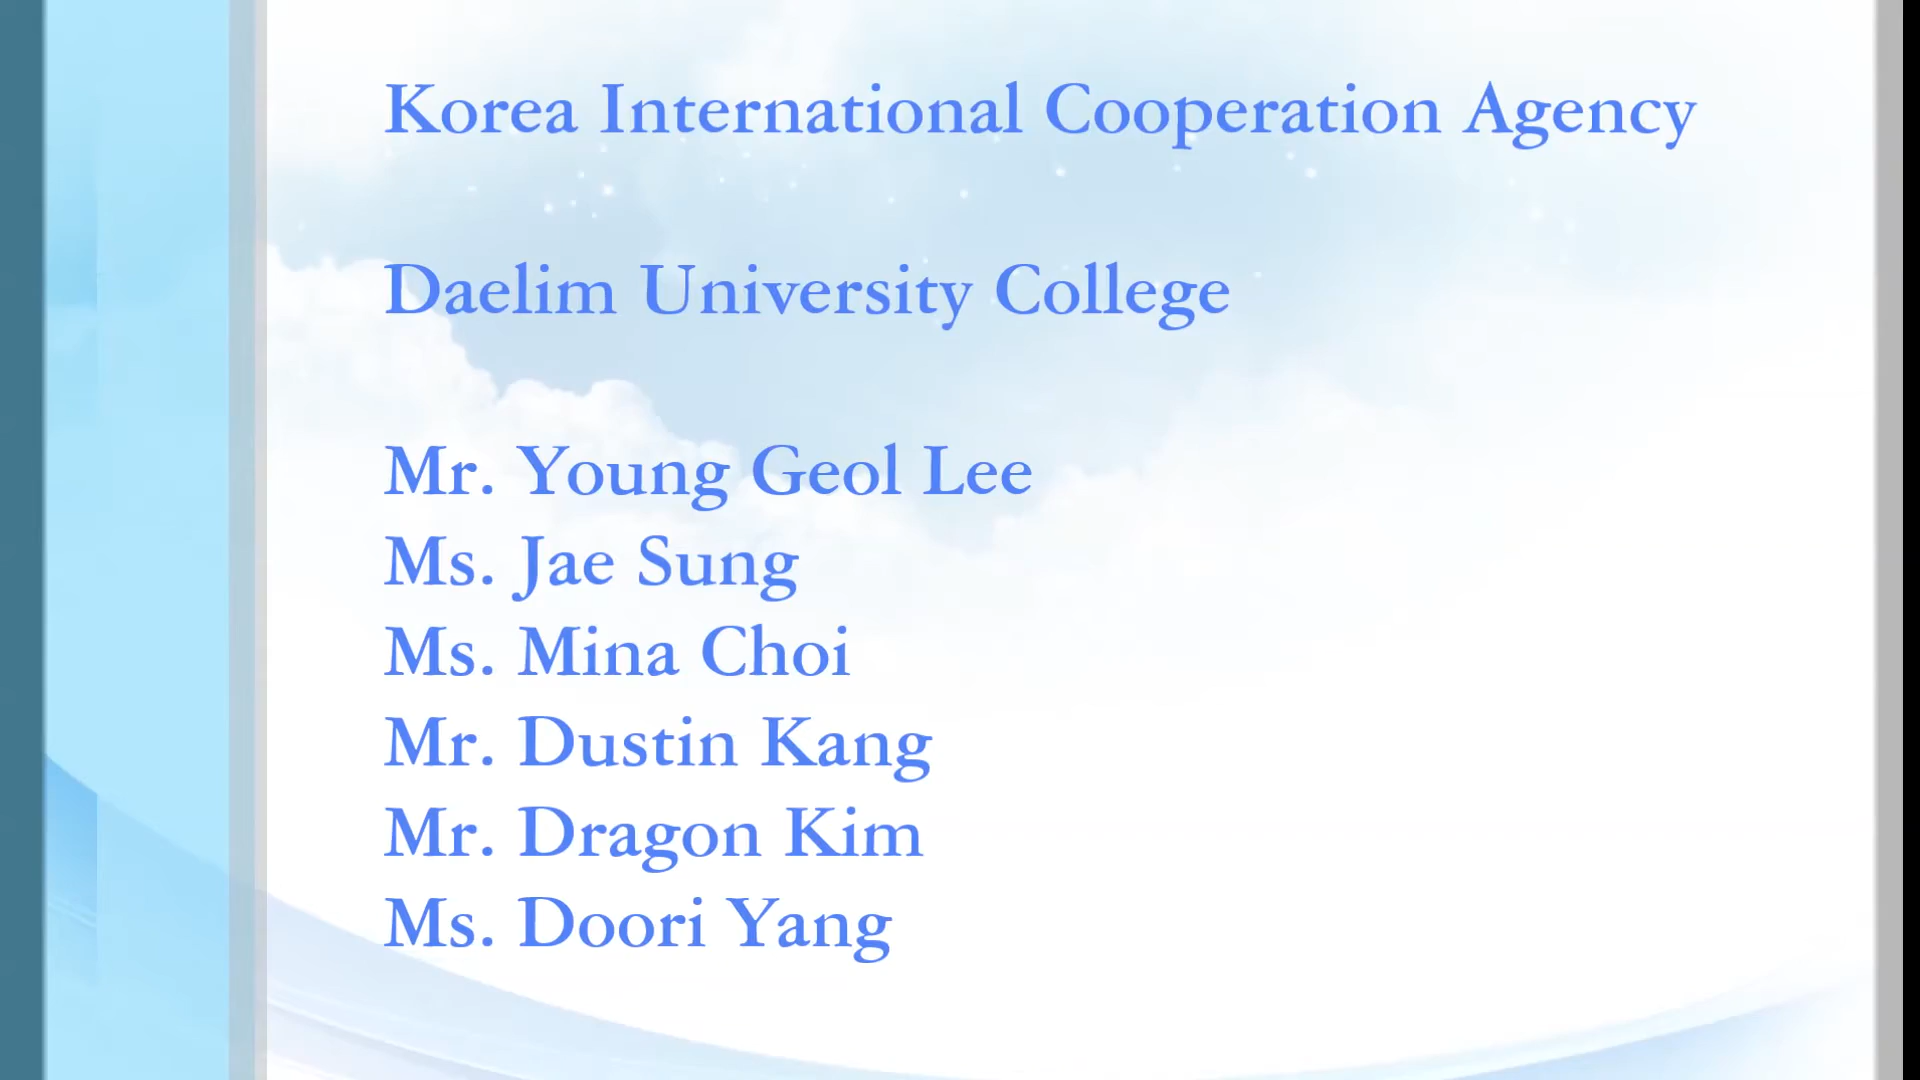 Korea International Cooperation Agency
Daelim University College
Mr. Young Geol Lee
Ms. Jae Sung
Ms. Mina Choi
Mr. Dustin Kang
Mr. Dragon Kim
Ms. Doori Yang